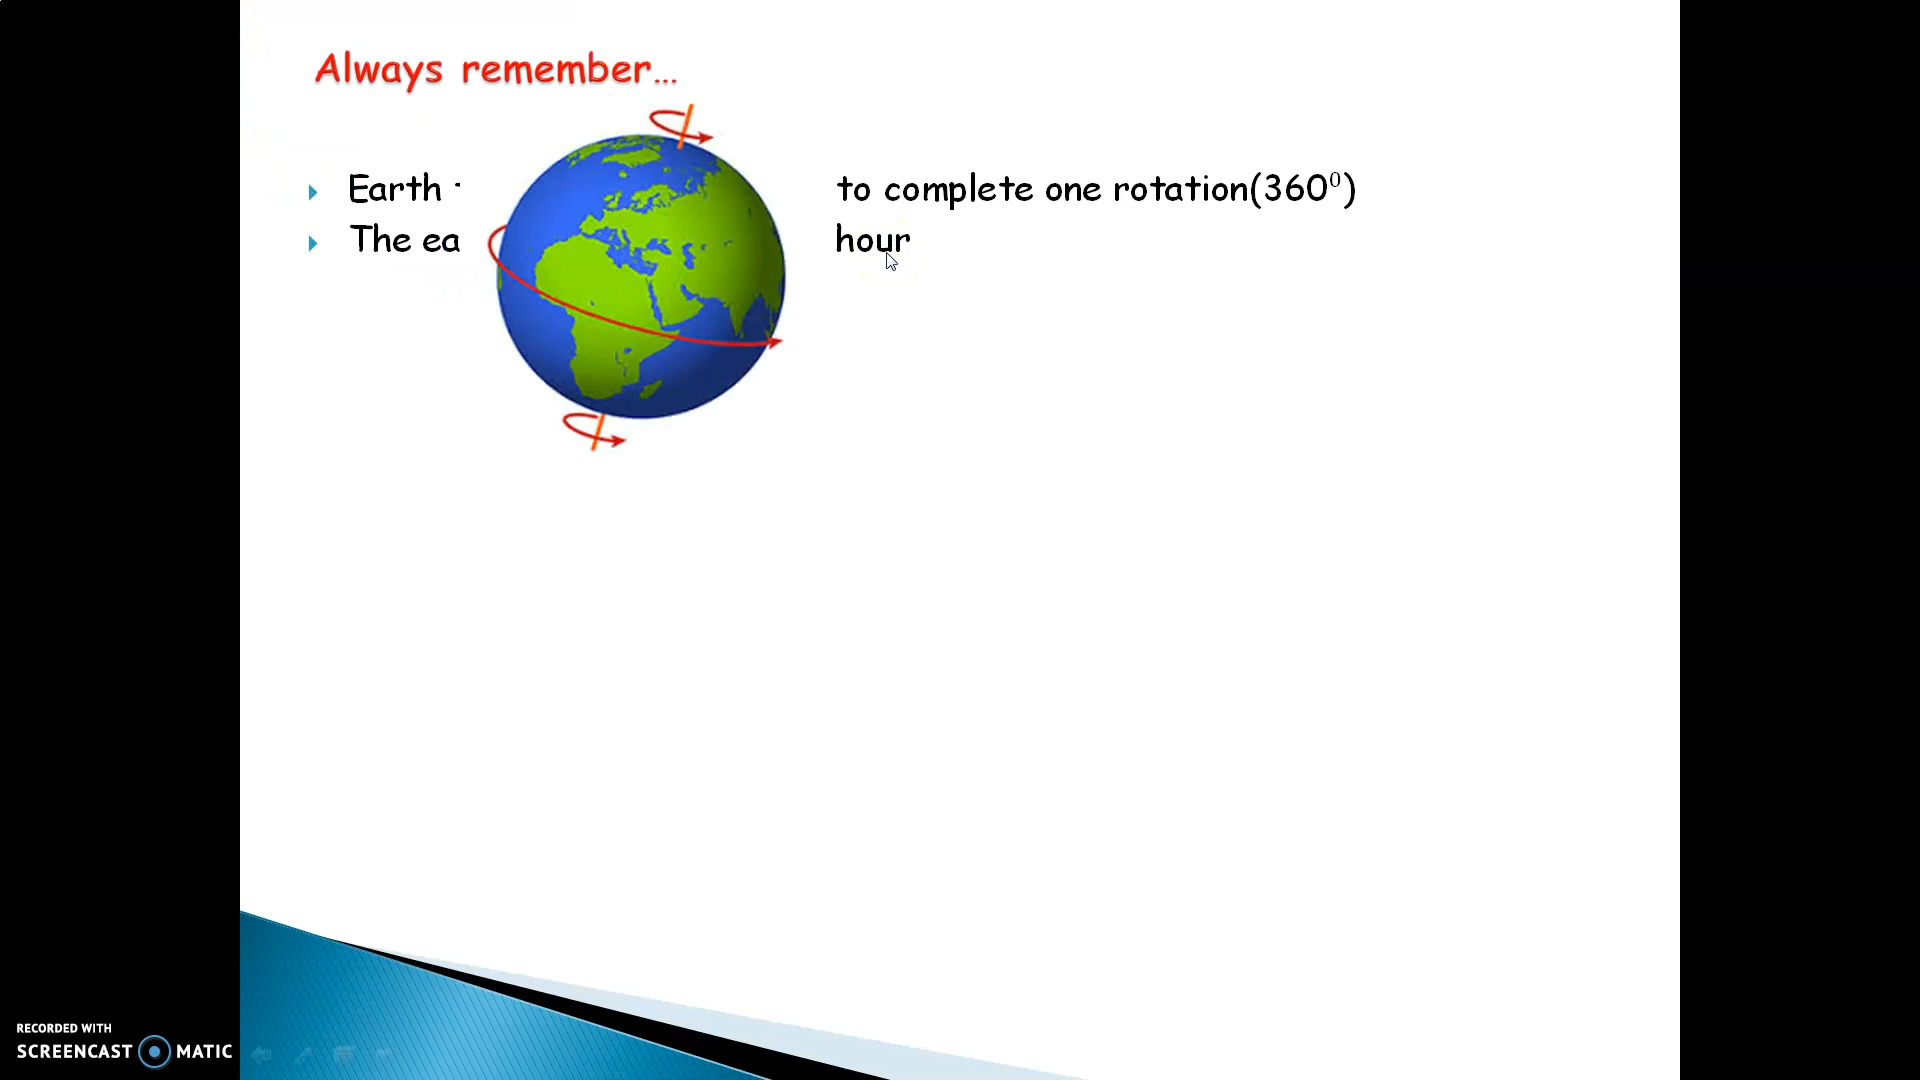 Always remember...
Earth to complete one rotation(360⁰)
The ea hour
RECORDED WITH
SCREENCAST MATIC